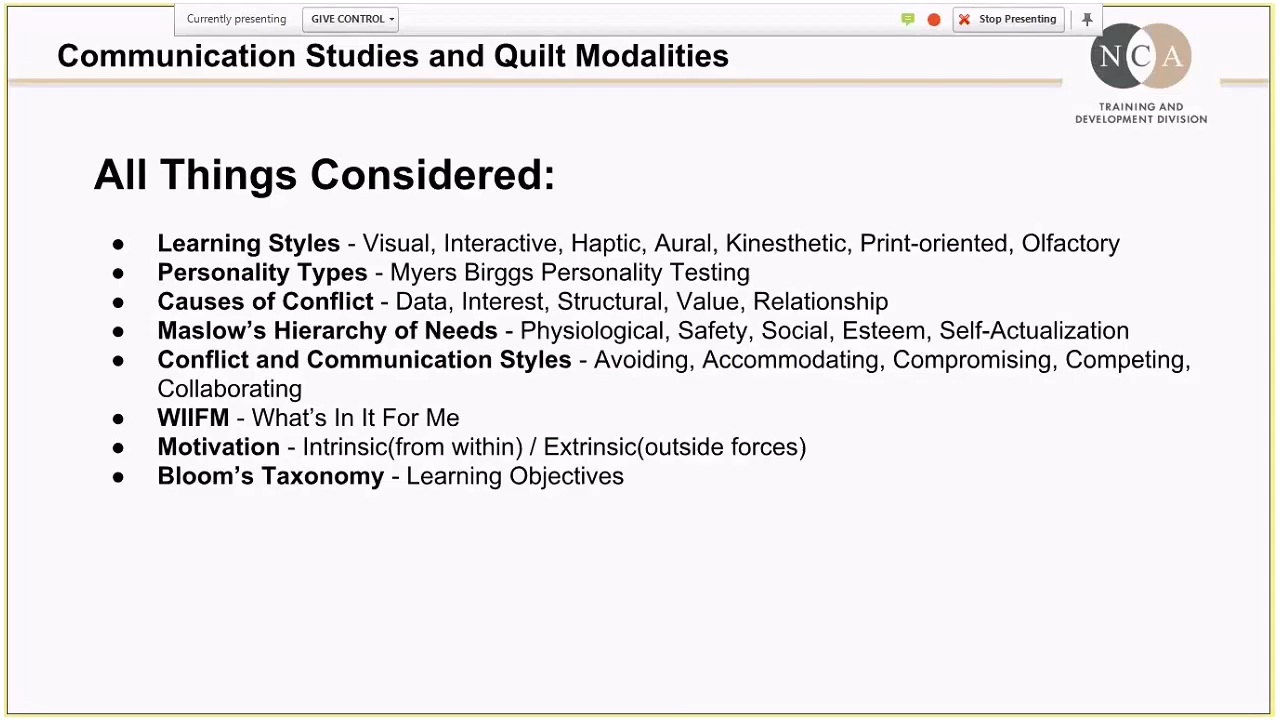 Currently presenting
GIVE CONTROL
Stop Presenting
Communication Studies and Quilt Modalities
NCA
TRAINING AND
DEVELOPMENT DIVISION
All Things Considered:
● Learning Styles - Visual, Interactive, Haptic, Aural, Kinesthetic, Print-oriented, Olfactory
● Personality Types - Myers Birggs Personality Testing
● Causes of Conflict - Data, Interest, Structural, Value, Relationship
● Maslow’s Hierarchy of Needs - Physiological, Safety, Social, Esteem, Self-Actualization
● Conflict and Communication Styles - Avoiding, Accommodating, Compromising, Competing,
Collaborating
● WIIFM - What’s In It For Me
● Motivation - Intrinsic(from within) / Extrinsic(outside forces)
● Bloom’s Taxonomy - Learning Objectives